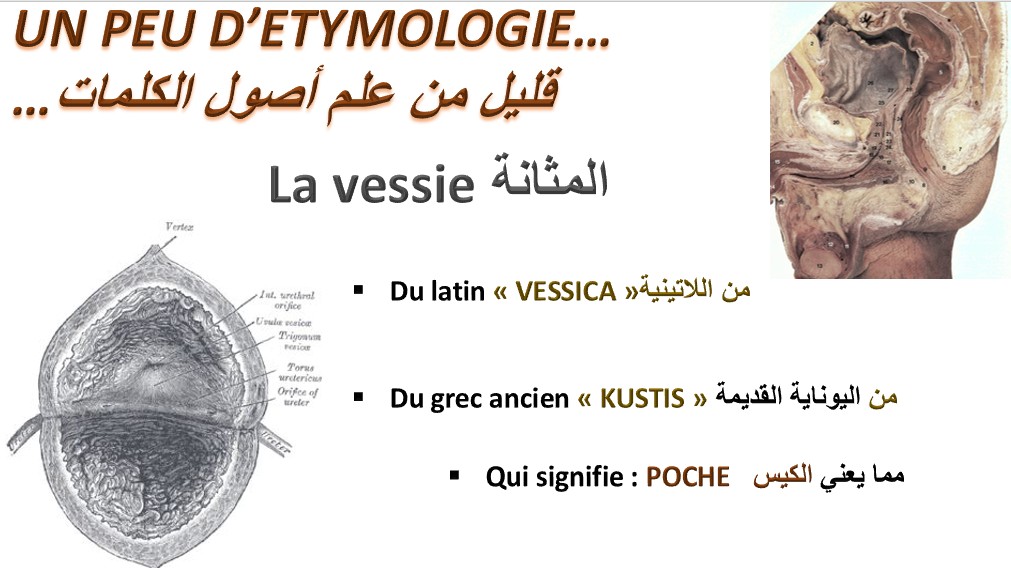 UN PEU D'ETYMOLOGIE...
قليل من علم أصول الكلمات ...
La vessie المثانة
Vertex
Int. urethral
orifice
Uvula vesicæ
Trigonum
vesicæ
Torus
uretericus
Orifice of
ureter
Ureter
▪ Du latin « VESSICA »من اللاتينية
▪ Du grec ancien « KUSTIS » من اليوناية القديمة
▪ Qui signifie : POCHE مما يعني الكيس